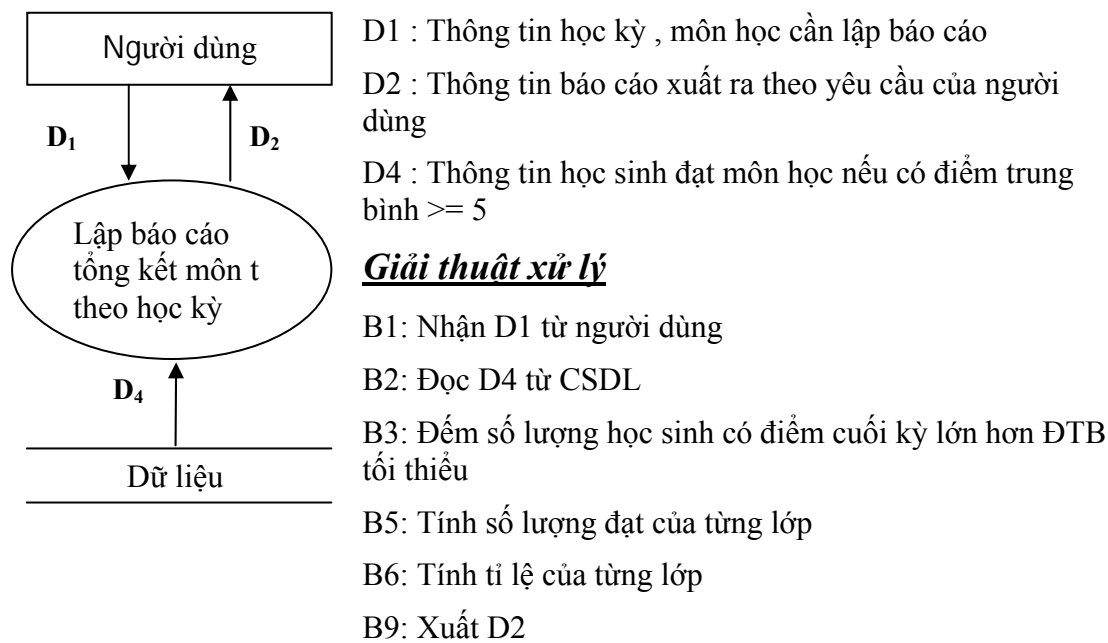 Người dùng
D1
D2
Lập báo cáo
tổng kết môn t
theo học kỳ
D4
Dữ liệu
D1 : Thông tin học kỳ , môn học cần lập báo cáo
D2 : Thông tin báo cáo xuất ra theo yêu cầu của người
dùng
D4 : Thông tin học sinh đạt môn học nếu có điểm trung
bình >= 5
Giải thuật xử lý
B1: Nhận D1 từ người dùng
B2: Đọc D4 từ CSDL
B3: Đếm số lượng học sinh có điểm cuối kỳ lớn hơn ĐTB
tối thiểu
B5: Tính số lượng đạt của từng lớp
B6: Tính tỉ lệ của từng lớp
B9: Xuất D2